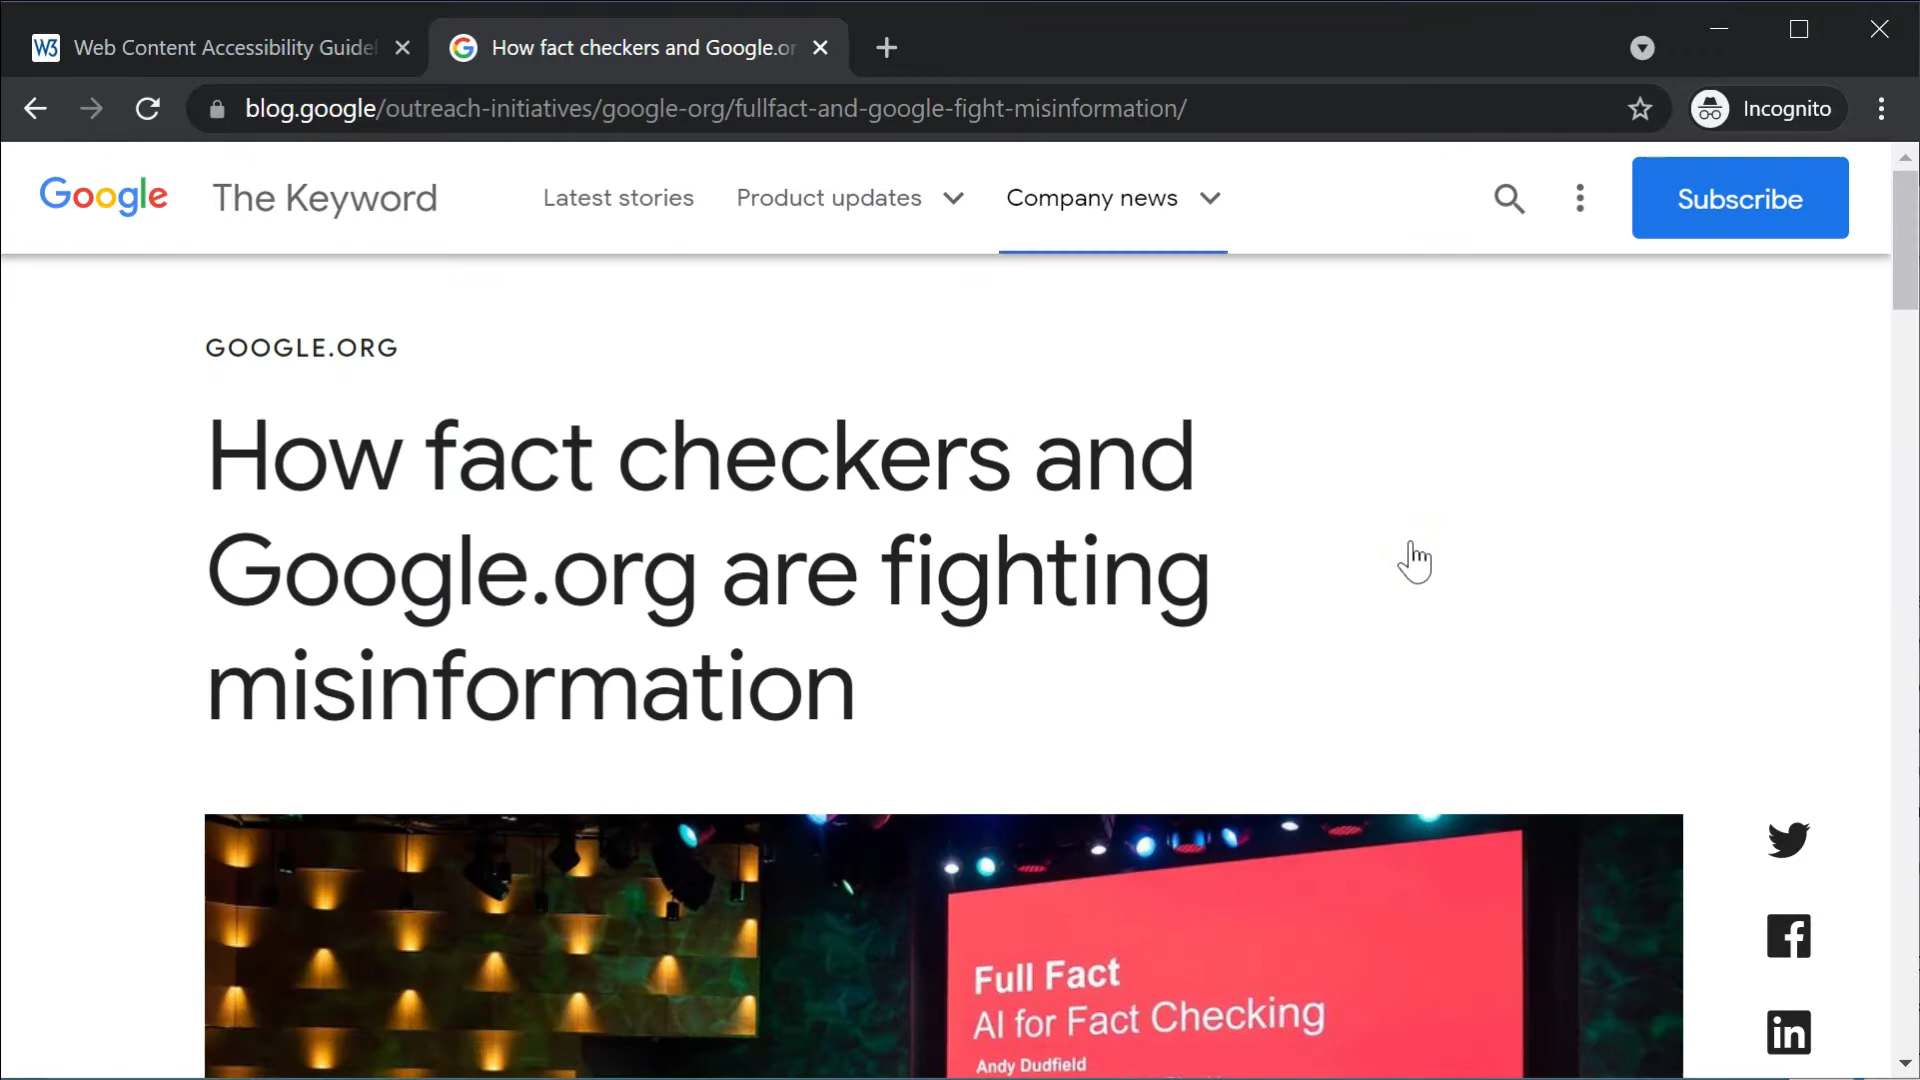 Web Content Accessibility Guidel
How fact checkers and Google.or
blog.google/outreach-initiatives/google-org/fullfact-and-google-fight-misinformation/
Incognito
Google The Keyword
Latest stories
Product updates
Company news
Subscribe
GOOGLE.ORG
How fact checkers and
Google.org are fighting
misinformation
Full Fact
AI for Fact Checking
Andy Dudfield